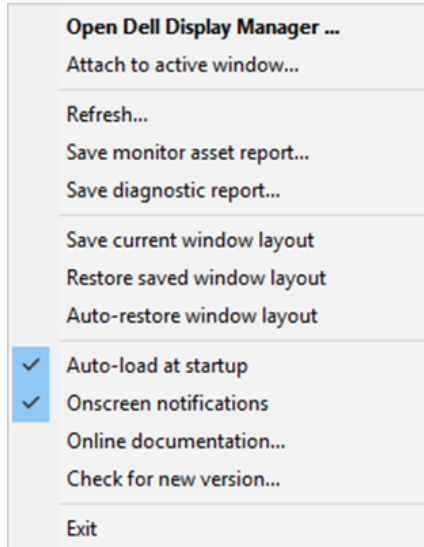 Open Dell Display Manager ...
Attach to active window...
Refresh...
Save monitor asset report...
Save diagnostic report...
Save current window layout
Restore saved window layout
Auto-restore window layout
Auto-load at startup
Onscreen notifications
Online documentation...
Check for new version...
Exit